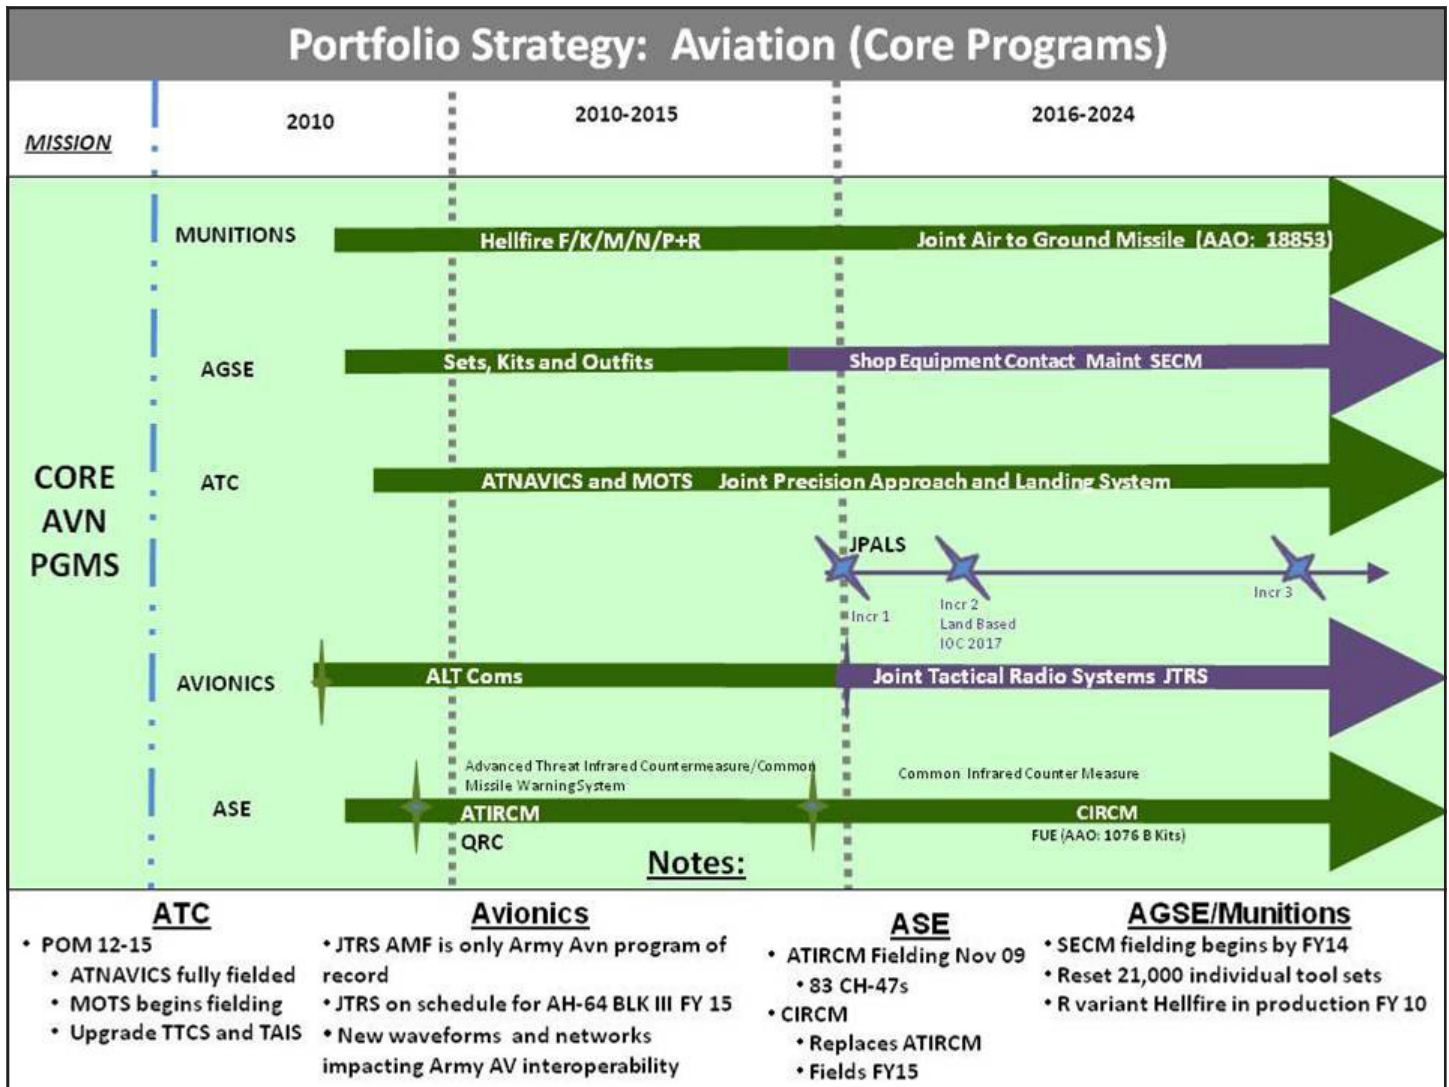 Portfolio Strategy: Aviation (Core Programs)
MISSION
2010
2010-2015
2016-2024
CORE
AVN
PGMS
MUNITIONS
Hellfire F/K/M/N/P+R
Joint Air to Ground Missile (AAO: 18853)
AGSE
Sets, Kits and Outfits
Shop Equipment Contact Maint SECM
ATC
ATNAVICS and MOTS
Joint Precision Approach and Landing System
JPALS
Incr 1
Incr 2
Land Based
IOC 2017
Incr 3
AVIONICS
ALT Coms
Joint Tactical Radio Systems JTRS
ASE
Advanced Threat Infrared Countermeasure/Common
Missile Warning System
ATIRCM
QRC
Common Infrared Counter Measure
CIRCM
FUE (AAO: 1076 B Kits)
Notes:
ATC
• POM 12-15
• ATNAVICS fully fielded
• MOTS begins fielding
• Upgrade TTCS and TAIS
Avionics
• JTRS AMF is only Army Avn program of
record
• JTRS on schedule for AH-64 BLK III FY 15
• New waveforms and networks
impacting Army AV interoperability
ASE
• ATIRCM Fielding Nov 09
• 83 CH-47s
• CIRCM
• Replaces ATIRCM
• Fields FY15
AGSE/Munitions
• SECM fielding begins by FY14
• Reset 21,000 individual tool sets
• R variant Hellfire in production FY 10